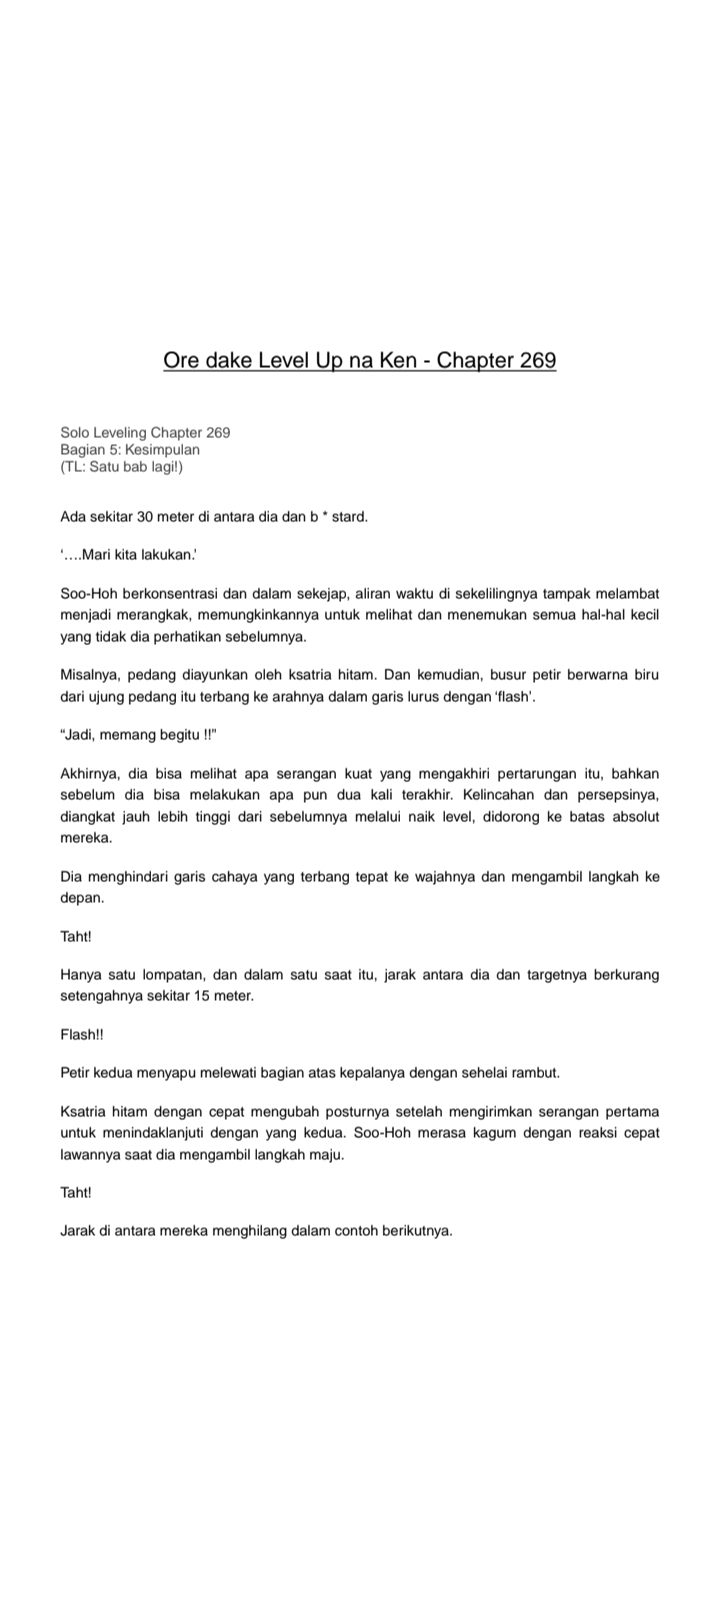 Ore dake Level Up na Ken - Chapter 269
Solo Leveling Chapter 269
Bagian 5: Kesimpulan
(TL: Satu bab lagi!)
Ada sekitar 30 meter di antara dia dan b * stard.
‘....Mari kita lakukan.’
Soo-Hoh berkonsentrasi dan dalam sekejap, aliran waktu di sekelilingnya tampak melambat
menjadi merangkak, memungkinkannya untuk melihat dan menemukan semua hal-hal kecil
yang tidak dia perhatikan sebelumnya.
Misalnya, pedang diayunkan oleh ksatria hitam. Dan kemudian, busur petir berwarna biru
dari ujung pedang itu terbang ke arahnya dalam garis lurus dengan ‘flash’.
“Jadi, memang begitu !!”
Akhirnya, dia bisa melihat apa serangan kuat yang mengakhiri pertarungan itu, bahkan
sebelum dia bisa melakukan apa pun dua kali terakhir. Kelincahan dan persepsinya,
diangkat jauh lebih tinggi dari sebelumnya melalui naik level, didorong ke batas absolut
mereka.
Dia menghindari garis cahaya yang terbang tepat ke wajahnya dan mengambil langkah ke
depan.
Taht!
Hanya satu lompatan, dan dalam satu saat itu, jarak antara dia dan targetnya berkurang
setengahnya sekitar 15 meter.
Flash!!
Petir kedua menyapu melewati bagian atas kepalanya dengan sehelai rambut.
Ksatria hitam dengan cepat mengubah posturnya setelah mengirimkan serangan pertama
untuk menindaklanjuti dengan yang kedua. Soo-Hoh merasa kagum dengan reaksi cepat
lawannya saat dia mengambil langkah maju.
Taht!
Jarak di antara mereka menghilang dalam contoh berikutnya.